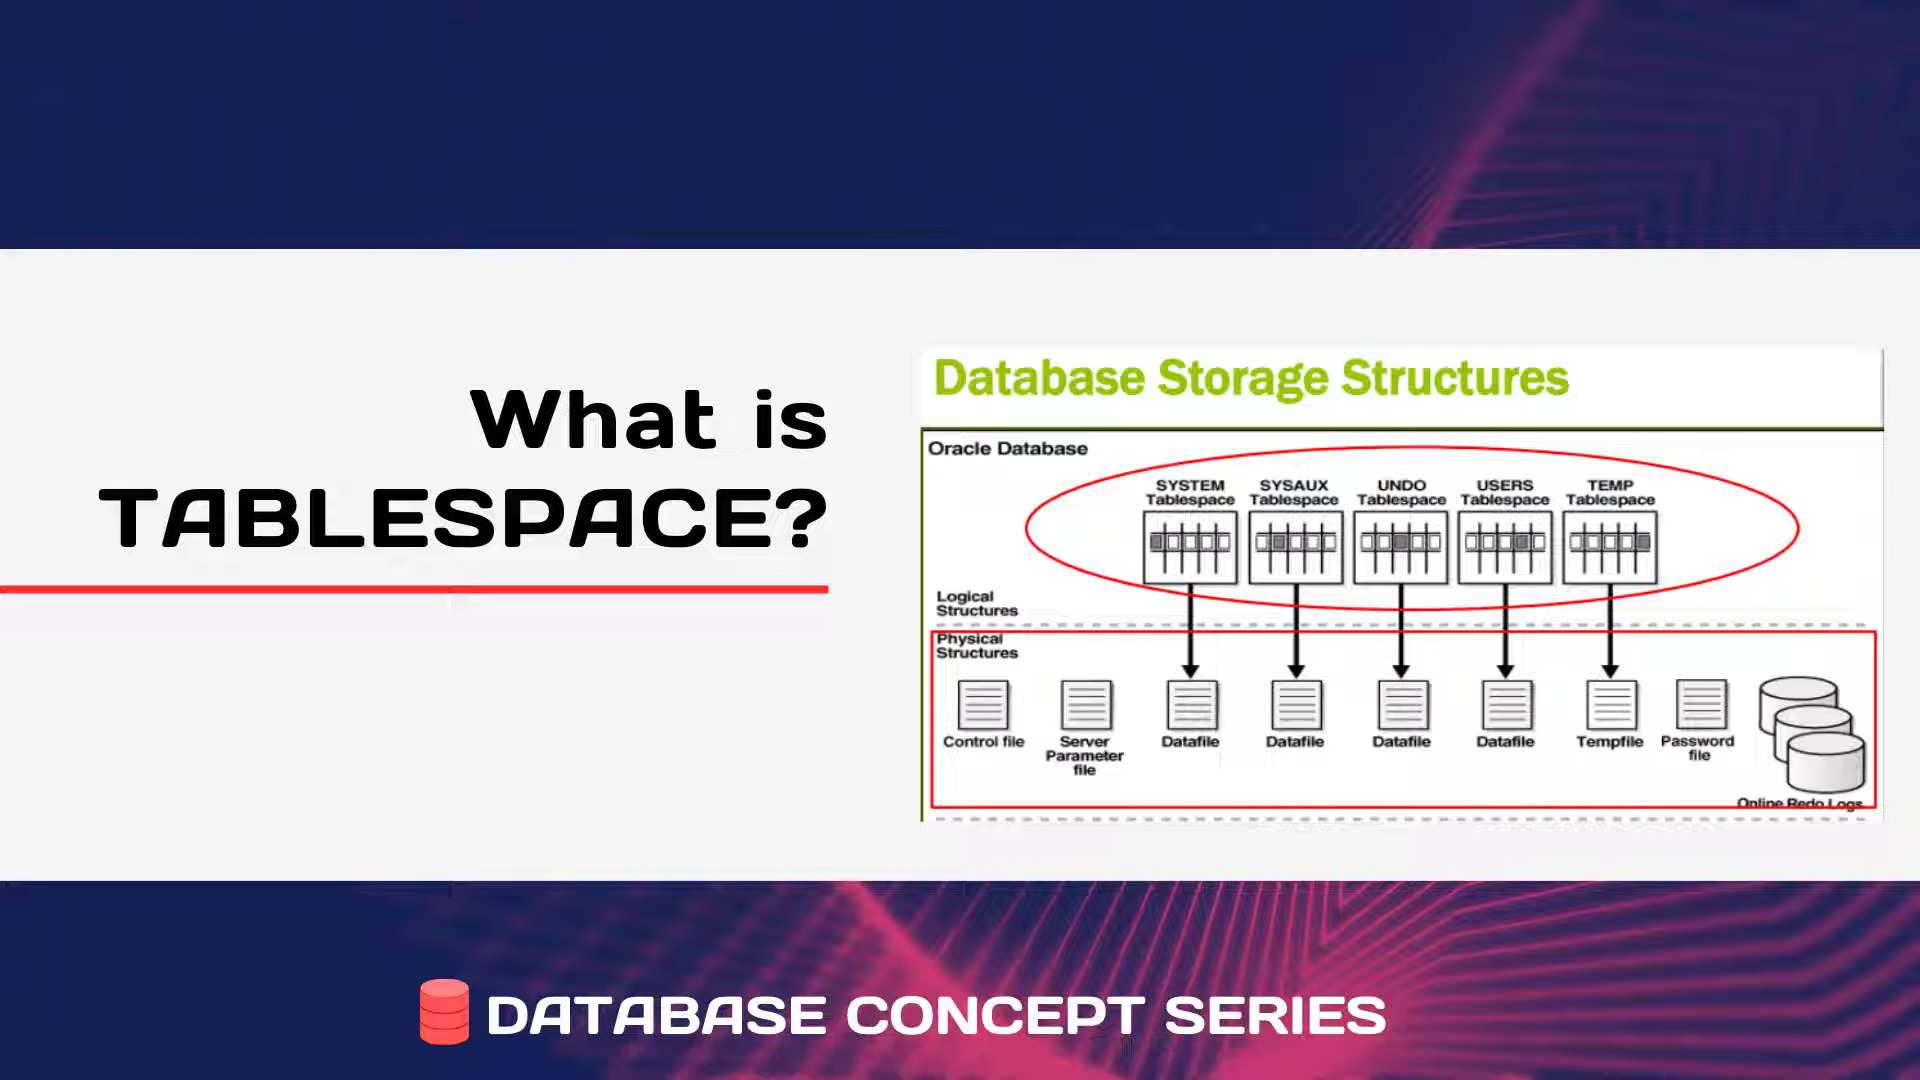 What is
TABLESPACE?
Database Storage Structures
Oracle Database
SYSTEM
Tablespace
SYSAUX
Tablespace
UNDO
Tablespace
USERS
Tablespace
TEMP
Tablespace
Logical
Structures
Physical
Structures
Control file
Server
Parameter
file
Datafile
Datafile
Datafile
Datafile
Tempfile
Password
file
Online Redo Logs
DATABASE CONCEPT SERIES